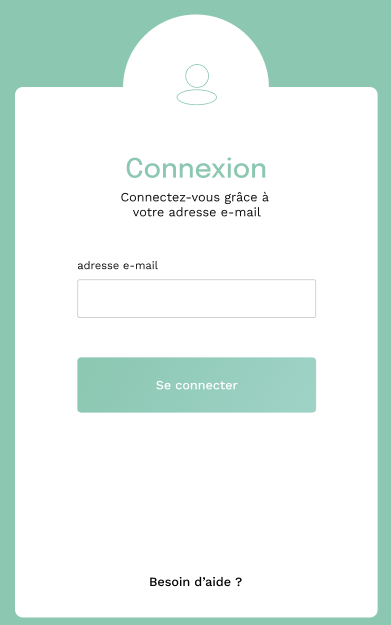 Connexion
Connectez-vous grâce à
votre adresse e-mail
adresse e-mail
Se connecter
Besoin d’aide ?